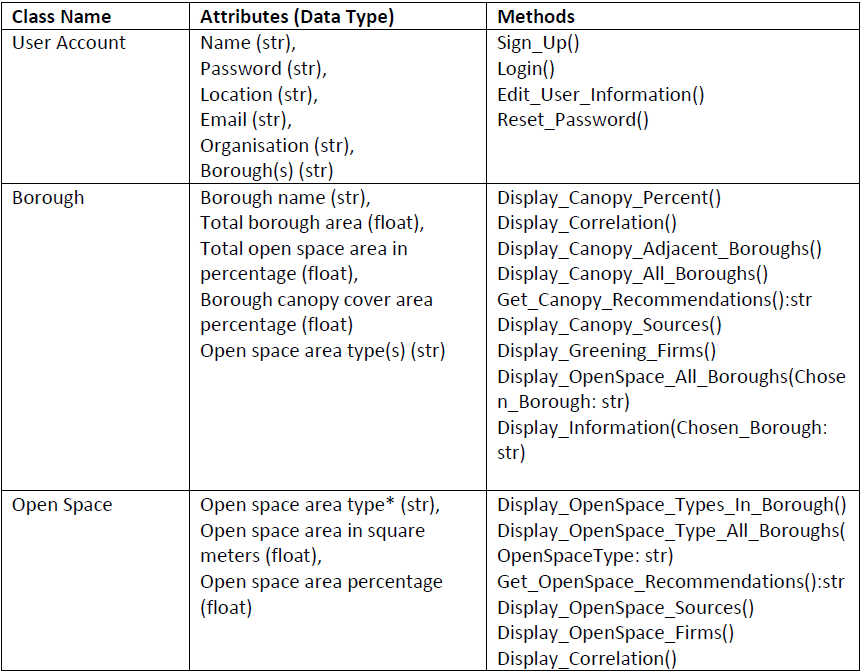 Class Name
Attributes (Data Type)
Methods
User Account
Name (str),
Password (str),
Location (str),
Email (str),
Organisation (str),
Borough(s) (str)
Sign_Up()
Login()
Edit_User_Information()
Reset_Password()
Borough
Borough name (str),
Total borough area (float),
Total open space area in
percentage (float),
Borough canopy cover area
percentage (float)
Open space area type(s) (str)
Display_Canopy_Percent()
Display_Correlation()
Display_Canopy_Adjacent_Boroughs()
Display_Canopy_All_Boroughs()
Get_Canopy_Recommendations():str
Display_Canopy_Sources()
Display_Greening_Firms()
Display_OpenSpace_All_Boroughs(Chose
n_Borough: str)
Display_Information(Chosen_Borough:
str)
Open Space
Open space area type* (str),
Open space area in square
meters (float),
Open space area percentage
(float)
Display_OpenSpace_Types_In_Borough()
Display_OpenSpace_Type_All_Boroughs(
OpenSpaceType: str)
Get_OpenSpace_Recommendations():str
Display_OpenSpace_Sources()
Display_OpenSpace_Firms()
Display_Correlation()